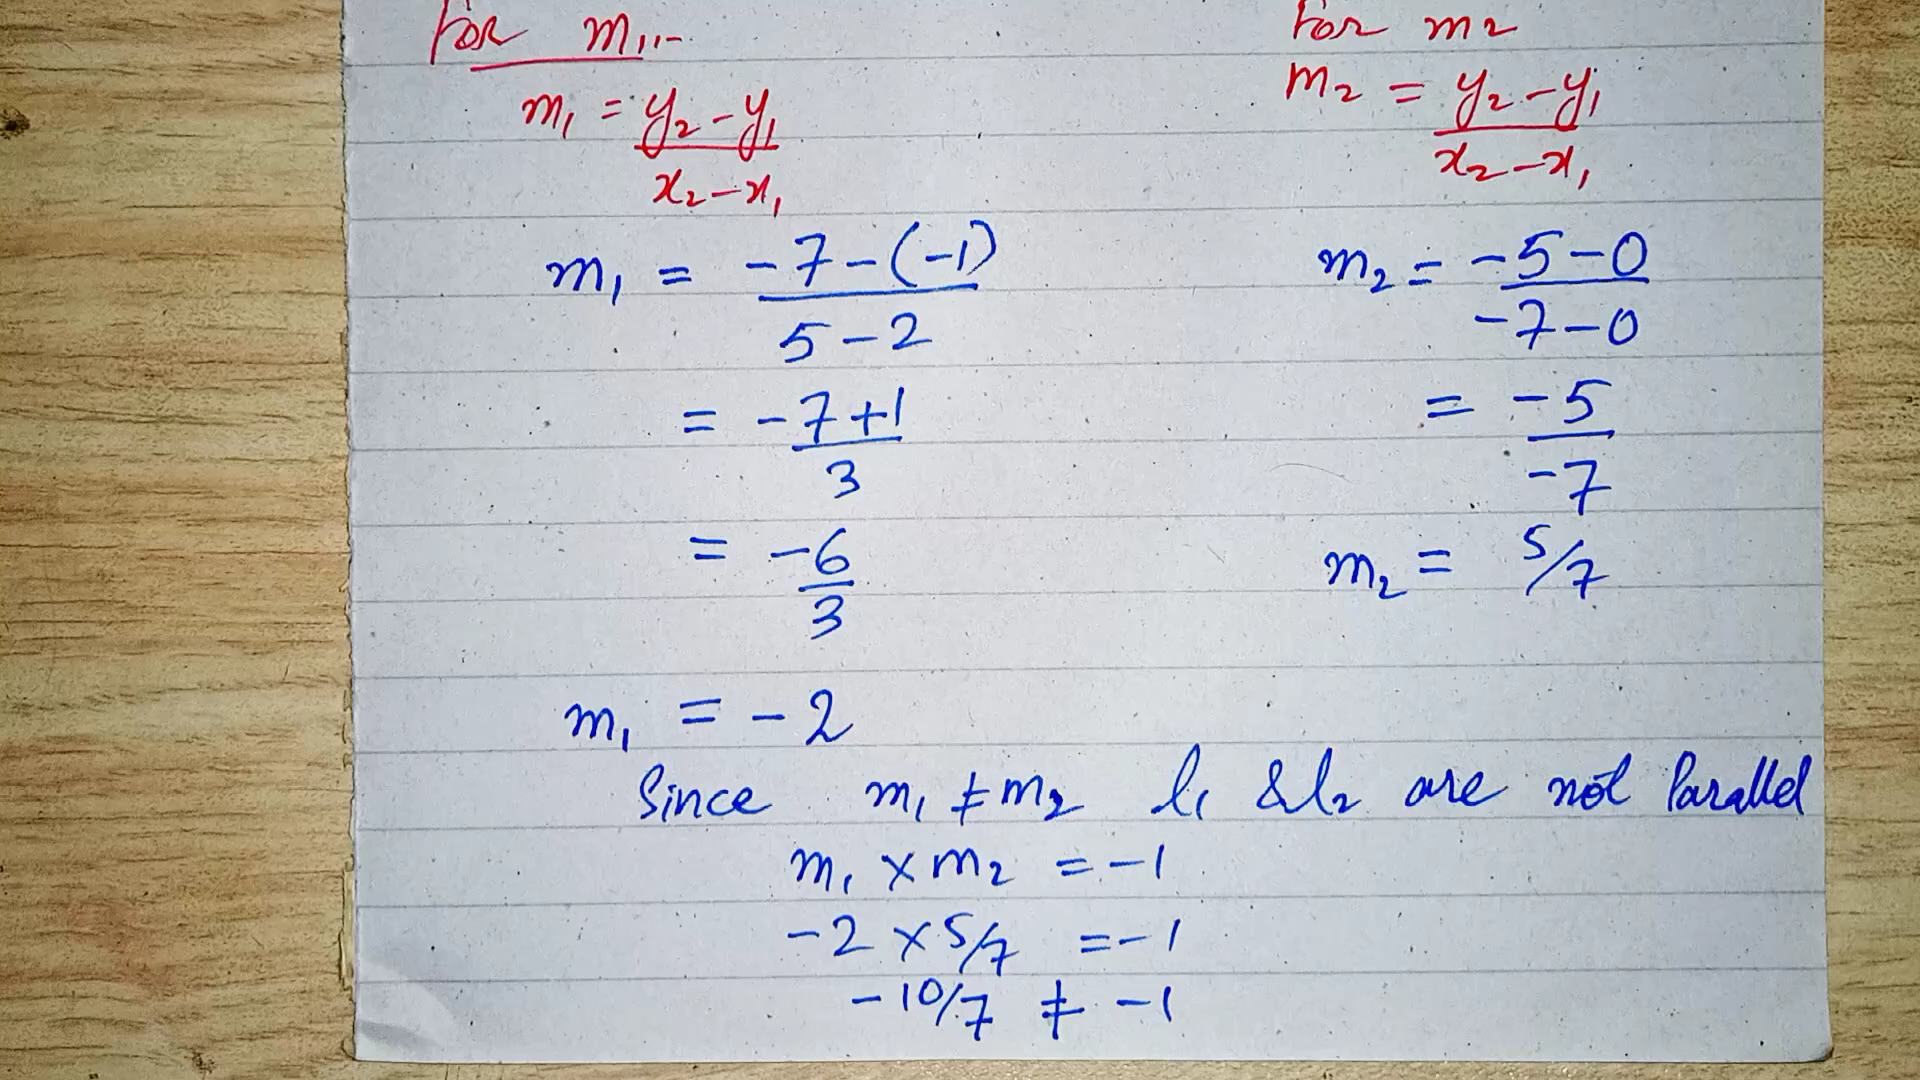 For m₁:-
m₁ = y₂-y₁
x₂-x₁
m₁ = -7-(-1)
5-2
= -7+1
3
= -6
3
m₁ = -2
For m₂
m₂ = y₂-y₁
x₂-x₁
m₂ = -5-0
-7-0
= -5
-7
m₂ = 5/7
Since m₁ ≠ m₂ l₁ & l₂ are not Parallel
m₁ × m₂ = -1
-2 × 5/7 = -1
-10/7 ≠ -1